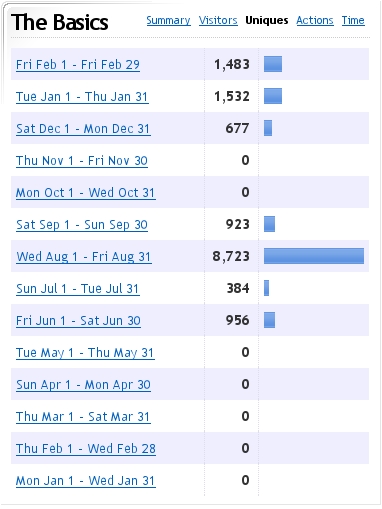 The Basics Summary Visitors Uniques Actions Time
Fri Feb 1 - Fri Feb 29 1,483
Tue Jan 1 - Thu Jan 31 1,532
Sat Dec 1 - Mon Dec 31 677
Thu Nov 1 - Fri Nov 30 0
Mon Oct 1 - Wed Oct 31 0
Sat Sep 1 - Sun Sep 30 923
Wed Aug 1 - Fri Aug 31 8,723
Sun Jul 1 - Tue Jul 31 384
Fri Jun 1 - Sat Jun 30 956
Tue May 1 - Thu May 31 0
Sun Apr 1 - Mon Apr 30 0
Thu Mar 1 - Sat Mar 31 0
Thu Feb 1 - Wed Feb 28 0
Mon Jan 1 - Wed Jan 31 0